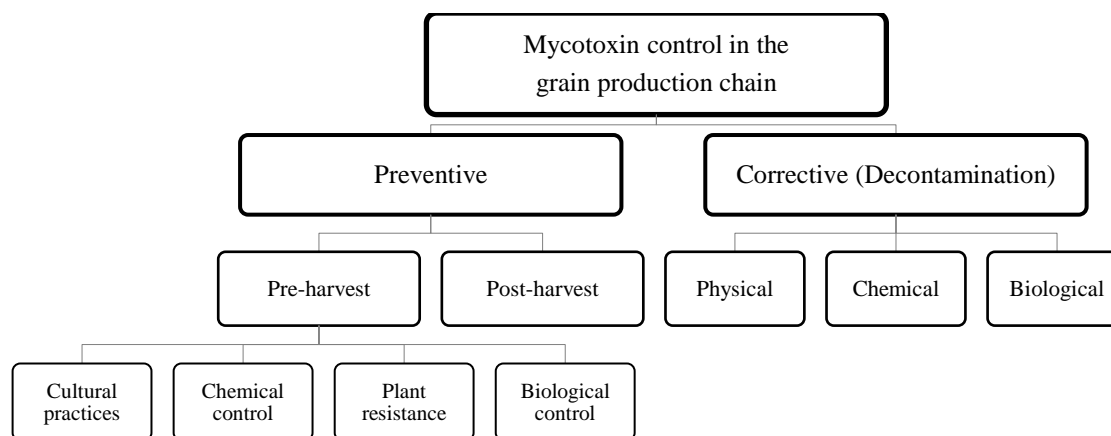 Mycotoxin control in the
grain production chain
Preventive
Corrective (Decontamination)
Pre-harvest
Post-harvest
Physical
Chemical
Biological
Cultural
practices
Chemical
control
Plant
resistance
Biological
control